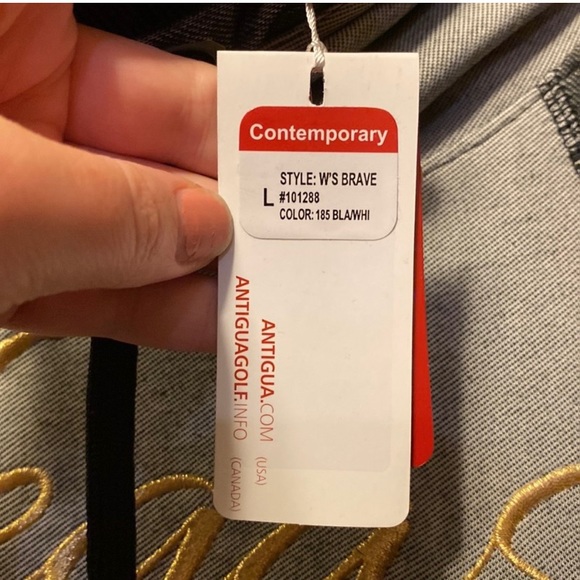 Contemporary
L
STYLE: W'S BRAVE
#101288
COLOR: 185 BLA/WHI
ANTIGUA.COM (USA)
ANTIGUAGOLF.INFO (CANADA)